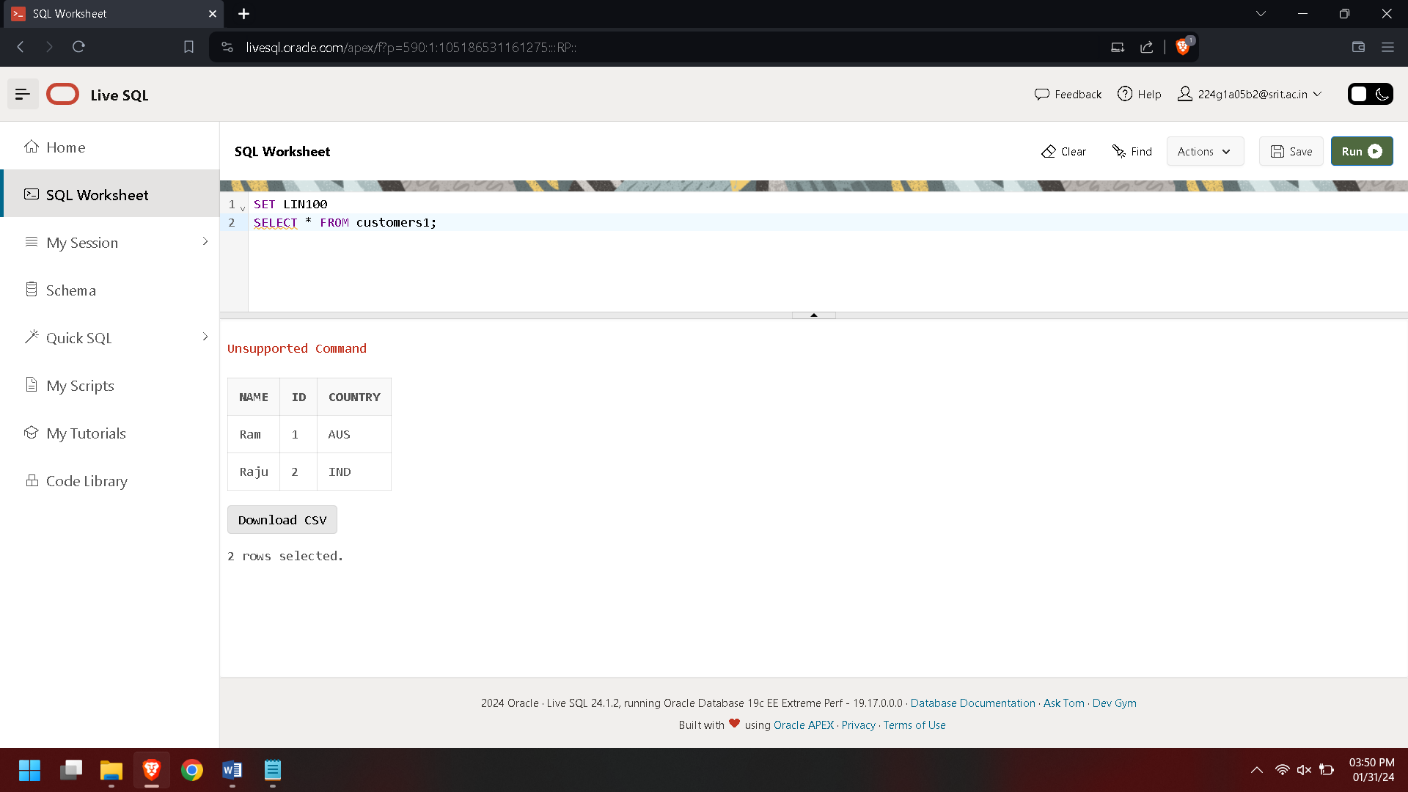 SQL Worksheet
livesql.oracle.com/apex/f?p=590:1:105186531161275:::RP::
1
Live SQL
Feedback
Help
224g1a05b2@srit.ac.in
Home
SQL Worksheet
My Session
Schema
Quick SQL
My Scripts
My Tutorials
Code Library
SQL Worksheet
Clear
Find
Actions
Save
Run
1 SET LIN100
2 SELECT * FROM customers1;
Unsupported Command
NAME ID COUNTRY
Ram 1 AUS
Raju 2 IND
Download CSV
2 rows selected.
2024 Oracle · Live SQL 24.1.2, running Oracle Database 19c EE Extreme Perf - 19.17.0.0.0 · Database Documentation · Ask Tom · Dev Gym
Built with ❤ using Oracle APEX · Privacy · Terms of Use
03:50 PM
01/31/24